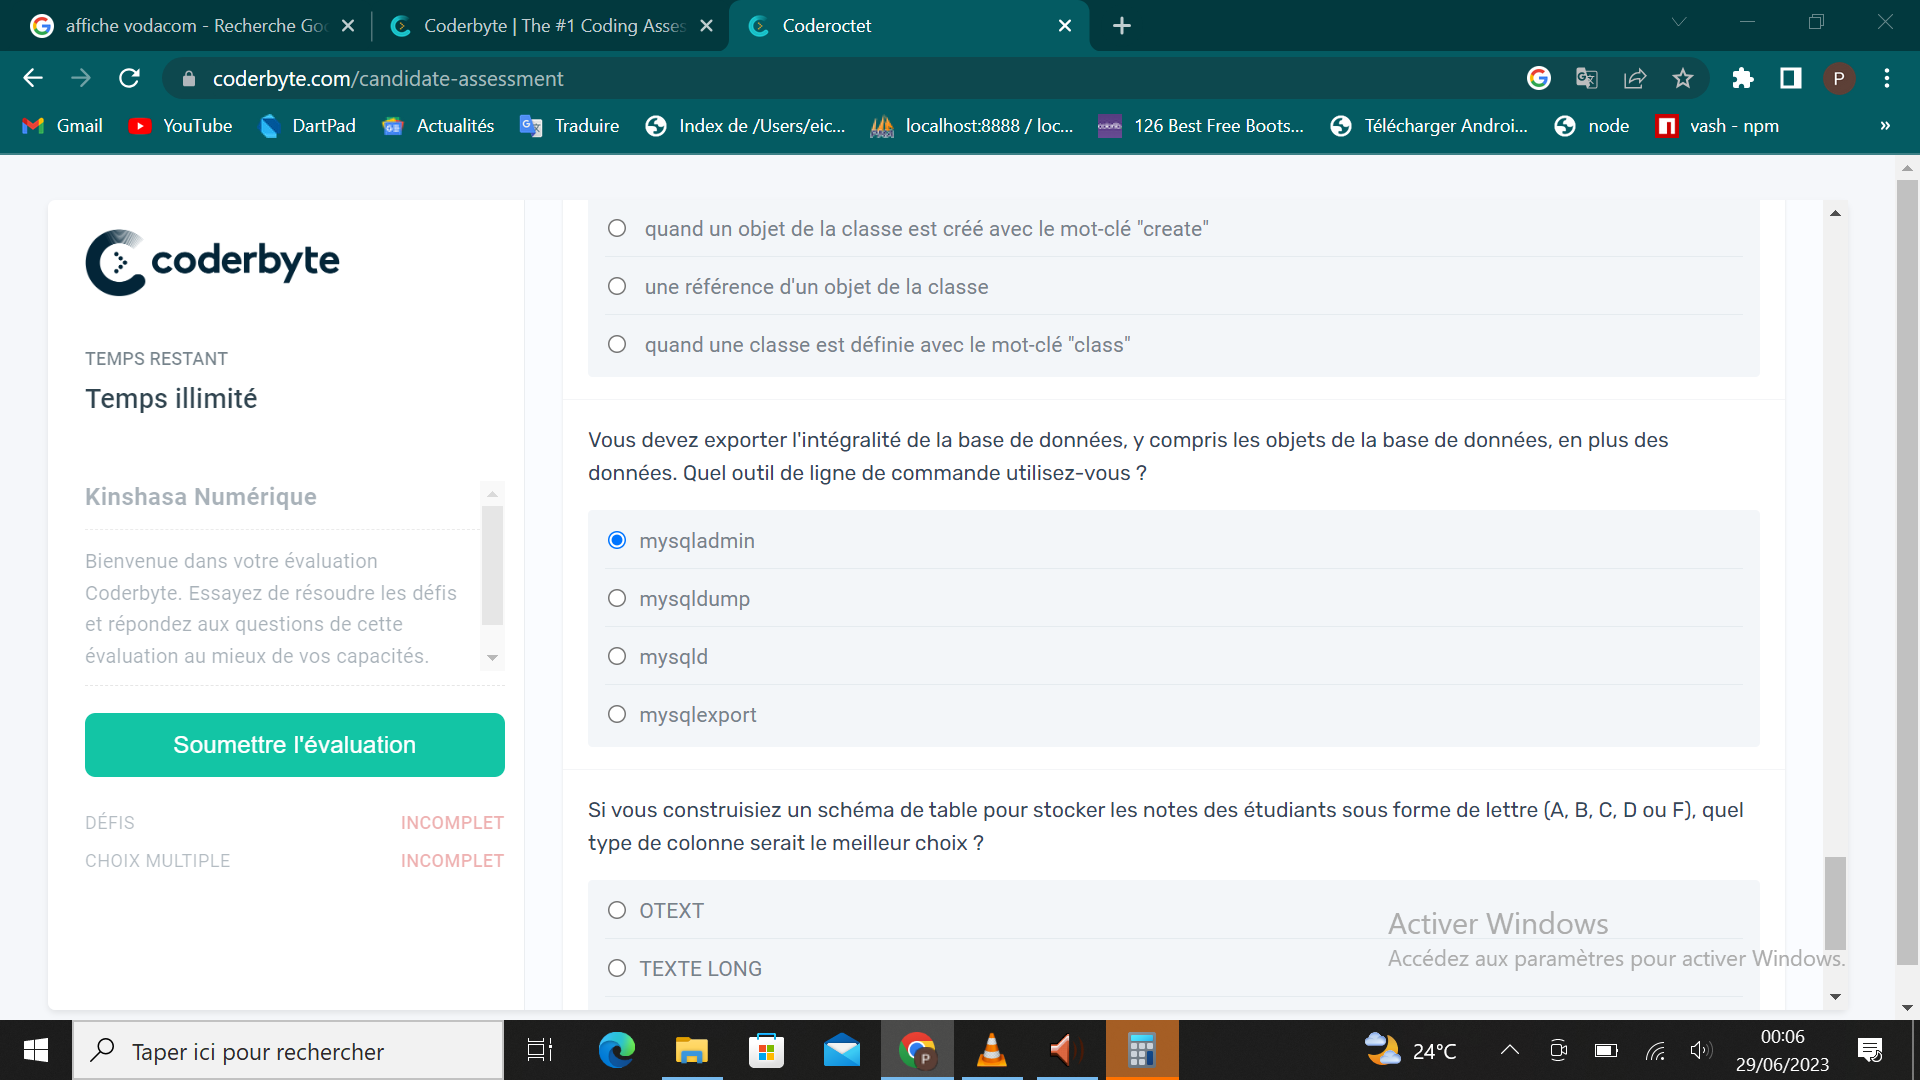 affiche vodacom - Recherche Goo
Coderbyte | The #1 Coding Asses
Coderoctet
coderbyte.com/candidate-assessment
P
Gmail
YouTube
DartPad
Actualités
Traduire
Index de /Users/eic...
localhost:8888 / loc...
126 Best Free Boots...
Télécharger Androi...
node
vash - npm
»
coderbyte
TEMPS RESTANT
Temps illimité
Kinshasa Numérique
Bienvenue dans votre évaluation
Coderbyte. Essayez de résoudre les défis
et répondez aux questions de cette
évaluation au mieux de vos capacités.
Soumettre l'évaluation
DÉFIS INCOMPLET
CHOIX MULTIPLE INCOMPLET
quand un objet de la classe est créé avec le mot-clé "create"
une référence d'un objet de la classe
quand une classe est définie avec le mot-clé "class"
Vous devez exporter l'intégralité de la base de données, y compris les objets de la base de données, en plus des
données. Quel outil de ligne de commande utilisez-vous ?
mysqladmin
mysqldump
mysqld
mysqlexport
Si vous construisiez un schéma de table pour stocker les notes des étudiants sous forme de lettre (A, B, C, D ou F), quel
type de colonne serait le meilleur choix ?
OTEXT
TEXTE LONG
Activer Windows
Accédez aux paramètres pour activer Windows.
Taper ici pour rechercher
P
24°C
00:06
29/06/2023